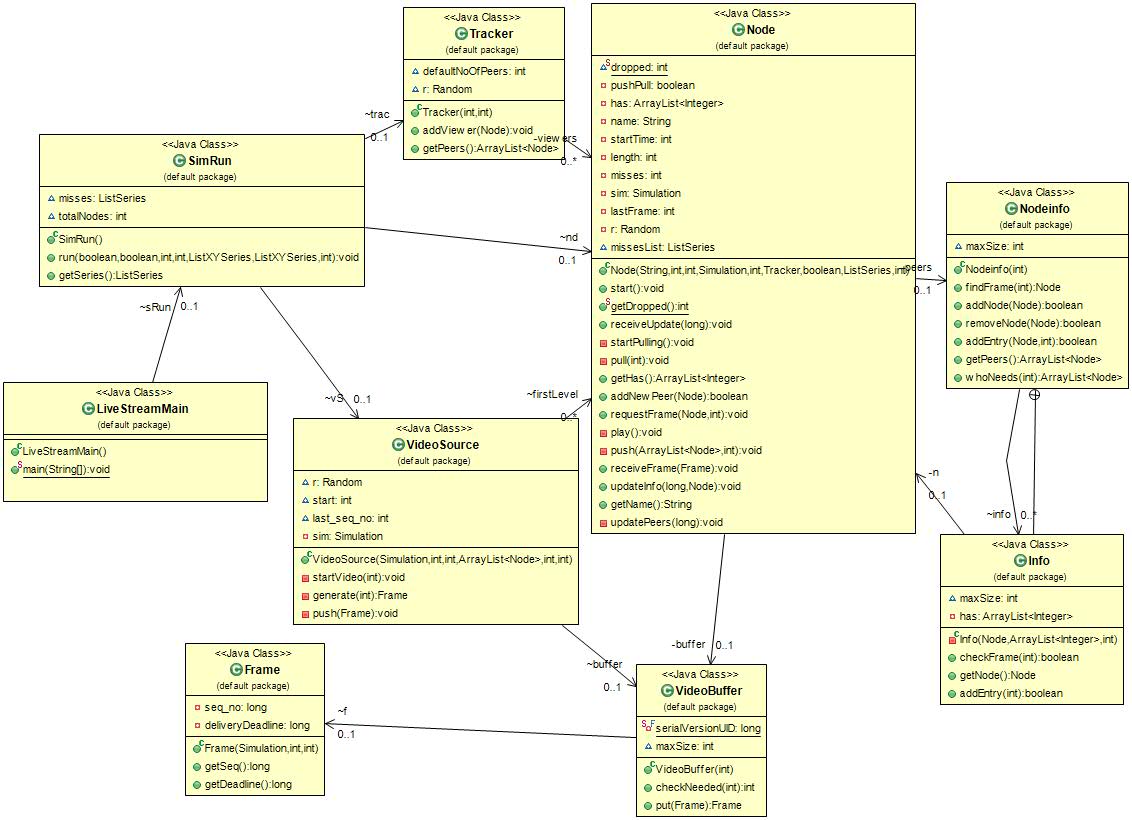 <<Java Class>>
Tracker
(default package)
defaultNoOfPeers: int
r: Random
Tracker(int,int)
addViewer(Node):void
getPeers():ArrayList<Node>
<<Java Class>>
Node
(default package)
dropped: int
pushPull: boolean
has: ArrayList<Integer>
name: String
startTime: int
length: int
misses: int
sim: Simulation
lastFrame: int
r: Random
missesList: ListSeries
Node(String,int,int,Simulation,int,Tracker,boolean,ListSeries,int)
start():void
getDropped():int
receiveUpdate(long):void
startPulling():void
pull(int):void
getHas():ArrayList<Integer>
addNewPeer(Node):boolean
requestFrame(Node,int):void
play():void
push(ArrayList<Node>,int):void
receiveFrame(Frame):void
updateInfo(long,Node):void
getName():String
updatePeers(long):void
~trac
0..1
-viewers
0..*
<<Java Class>>
SimRun
(default package)
misses: ListSeries
totalNodes: int
SimRun()
run(boolean,boolean,int,int,ListXYSeries,ListXYSeries,int):void
getSeries():ListSeries
~nd
0..1
<<Java Class>>
Nodeinfo
(default package)
maxSize: int
Nodeinfo(int)
findFrame(int):Node
addNode(Node):boolean
removeNode(Node):boolean
addEntry(Node,int):boolean
getPeers():ArrayList<Node>
whoNeeds(int):ArrayList<Node>
-peers
0..1
~sRun
0..1
<<Java Class>>
LiveStreamMain
(default package)
LiveStreamMain()
main(String[]):void
~vS
0..1
~firstLevel
0..*
<<Java Class>>
VideoSource
(default package)
r: Random
start: int
last_seq_no: int
sim: Simulation
VideoSource(Simulation,int,int,ArrayList<Node>,int,int)
startVideo(int):void
generate(int):Frame
push(Frame):void
-n
0..1
~info
0..*
<<Java Class>>
Info
(default package)
maxSize: int
has: ArrayList<Integer>
Info(Node,ArrayList<Integer>,int)
checkFrame(int):boolean
getNode():Node
addEntry(int):boolean
~buffer
0..1
-buffer
0..1
<<Java Class>>
Frame
(default package)
seq_no: long
deliveryDeadline: long
Frame(Simulation,int,int)
getSeq():long
getDeadline():long
~f
0..1
<<Java Class>>
VideoBuffer
(default package)
serialVersionUID: long
maxSize: int
VideoBuffer(int)
checkNeeded(int):int
put(Frame):Frame